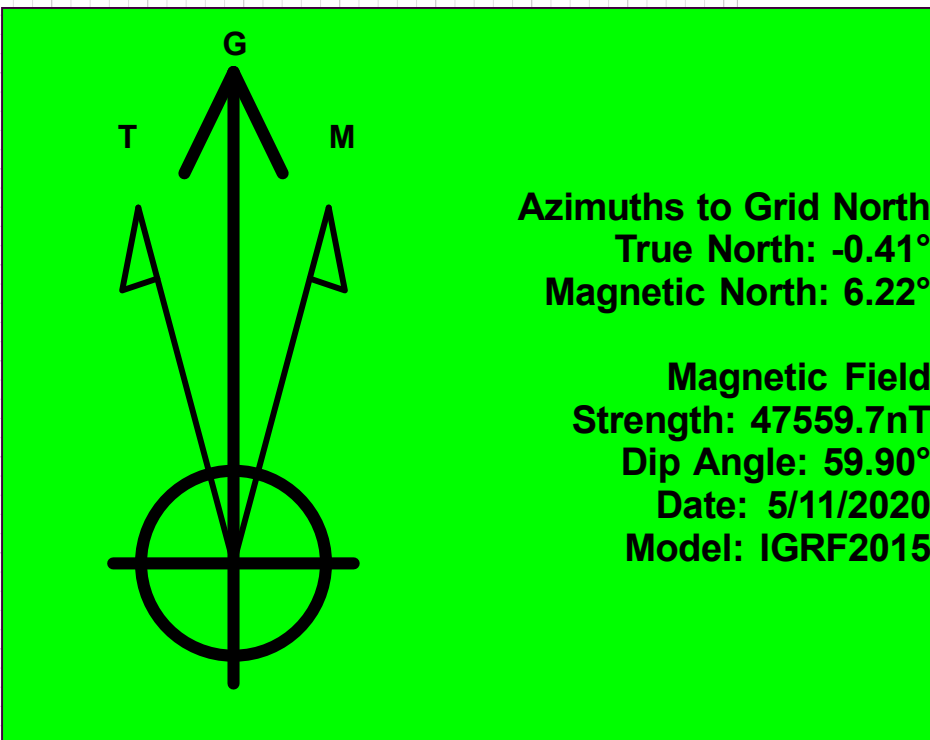 G
T M
Azimuths to Grid North
True North: -0.41°
Magnetic North: 6.22°
Magnetic Field
Strength: 47559.7nT
Dip Angle: 59.90°
Date: 5/11/2020
Model: IGRF2015